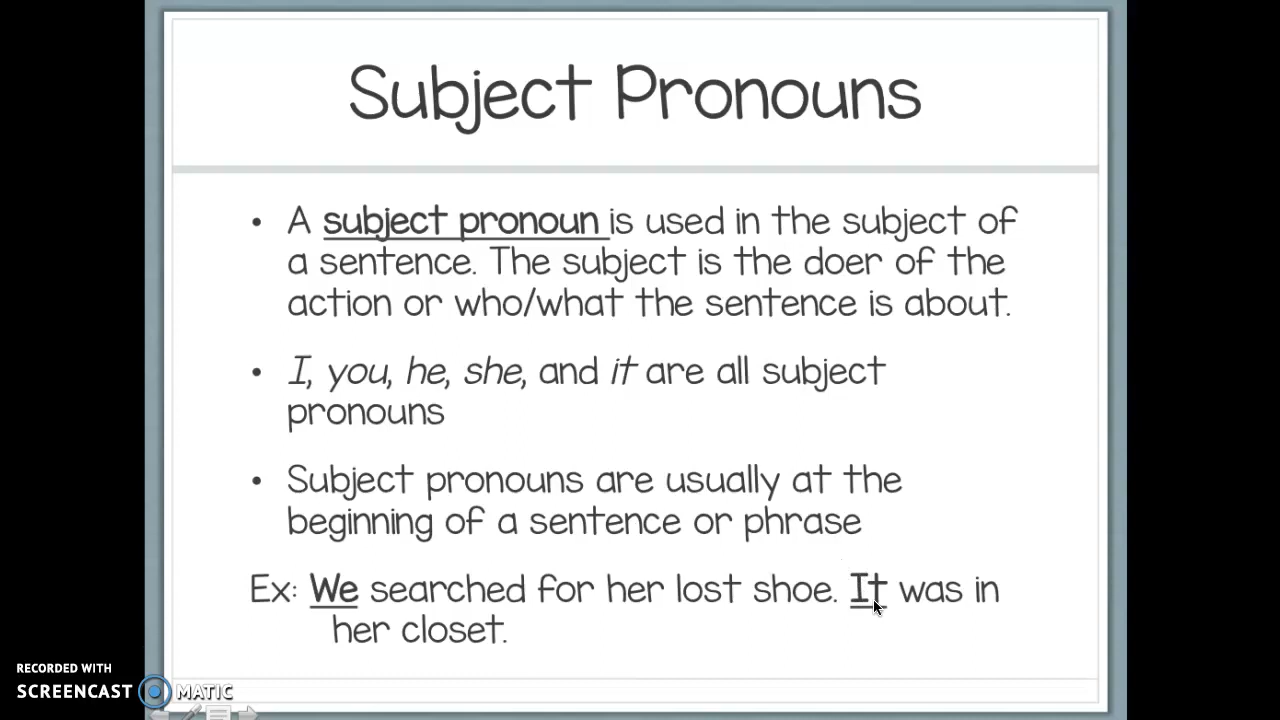 Subject Pronouns
• A subject pronoun is used in the subject of
a sentence. The subject is the doer of the
action or who/what the sentence is about.
• I, you, he, she, and it are all subject
pronouns
• Subject pronouns are usually at the
beginning of a sentence or phrase
Ex: We searched for her lost shoe. It was in
her closet.
RECORDED WITH
SCREENCAST MATIC